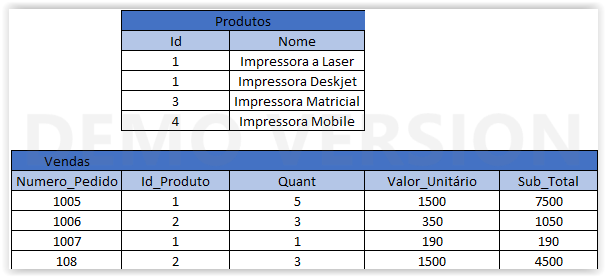 Produtos
Id Nome
1 Impressora a Laser
1 Impressora Deskjet
3 Impressora Matricial
4 Impressora Mobile
DEMO VERSION
Vendas
Numero_Pedido Id_Produto Quant Valor_Unitário Sub_Total
1005 1 5 1500 7500
1006 2 3 350 1050
1007 1 1 190 190
108 2 3 1500 4500